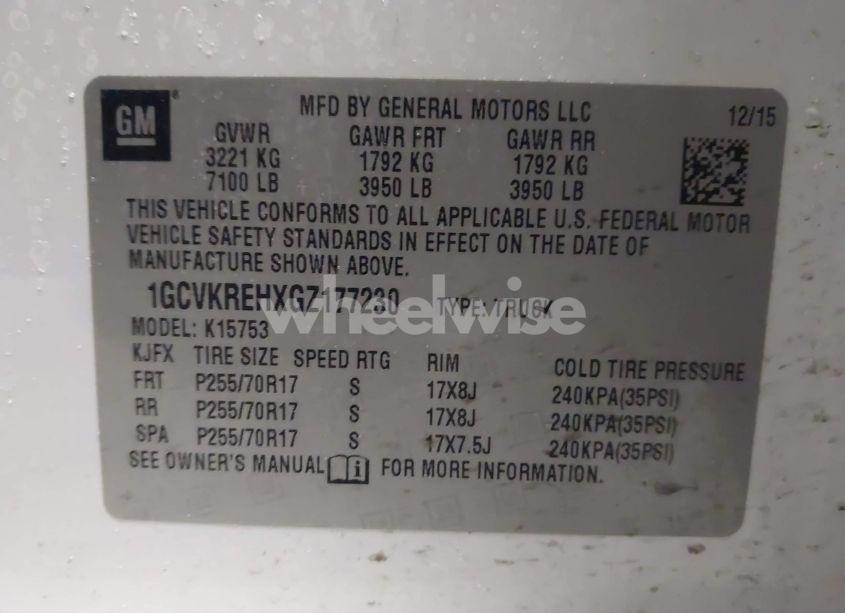 GM
MFD BY GENERAL MOTORS LLC 12/15
GVWR GAWR FRT GAWR RR
3221 KG 1792 KG 1792 KG
7100 LB 3950 LB 3950 LB
THIS VEHICLE CONFORMS TO ALL APPLICABLE U.S. FEDERAL MOTOR
VEHICLE SAFETY STANDARDS IN EFFECT ON THE DATE OF
MANUFACTURE SHOWN ABOVE.
1GCVKREHXGZ177230 TYPE: TRUCK
wheelwise
MODEL: K15753
KJFX TIRE SIZE SPEED RTG RIM COLD TIRE PRESSURE
FRT P255/70R17 S 17X8J 240KPA(35PSI)
RR P255/70R17 S 17X8J 240KPA(35PSI)
SPA P255/70R17 S 17X7.5J 240KPA(35PSI)
SEE OWNER'S MANUAL FOR MORE INFORMATION.